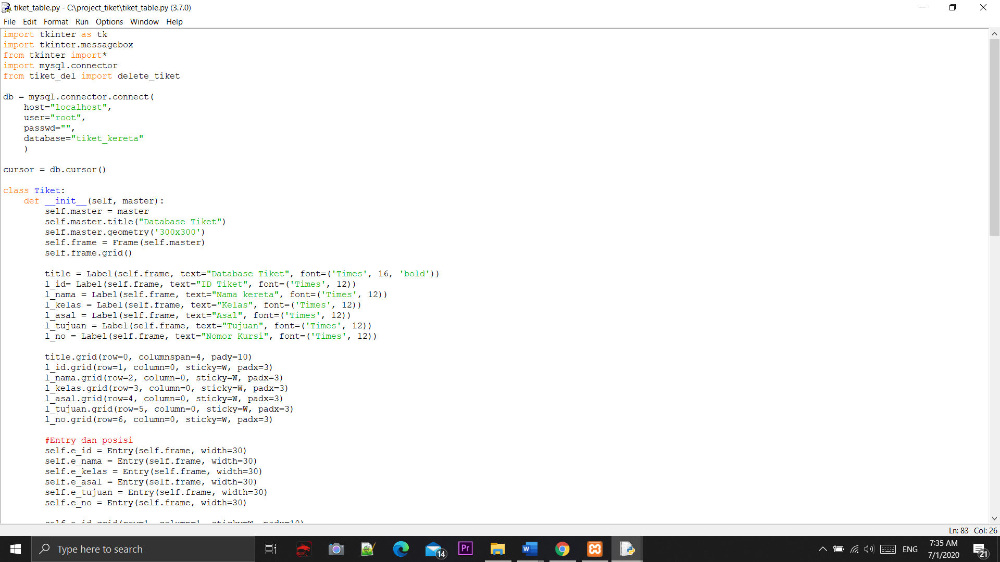 tiket_table.py - C:\project_tiket\tiket_table.py (3.7.0)
File Edit Format Run Options Window Help
import tkinter as tk
import tkinter.messagebox
from tkinter import*
import mysql.connector
from tiket_del import delete_tiket
db = mysql.connector.connect(
    host="localhost",
    user="root",
    passwd="",
    database="tiket_kereta"
    )
cursor = db.cursor()
class Tiket:
    def __init__(self, master):
        self.master = master
        self.master.title("Database Tiket")
        self.master.geometry('300x300')
        self.frame = Frame(self.master)
        self.frame.grid()
        title = Label(self.frame, text="Database Tiket", font=('Times', 16, 'bold'))
        l_id= Label(self.frame, text="ID Tiket", font=('Times', 12))
        l_nama = Label(self.frame, text="Nama kereta", font=('Times', 12))
        l_kelas = Label(self.frame, text="Kelas", font=('Times', 12))
        l_asal = Label(self.frame, text="Asal", font=('Times', 12))
        l_tujuan = Label(self.frame, text="Tujuan", font=('Times', 12))
        l_no = Label(self.frame, text="Nomor Kursi", font=('Times', 12))
        title.grid(row=0, columnspan=4, pady=10)
        l_id.grid(row=1, column=0, sticky=W, padx=3)
        l_nama.grid(row=2, column=0, sticky=W, padx=3)
        l_kelas.grid(row=3, column=0, sticky=W, padx=3)
        l_asal.grid(row=4, column=0, sticky=W, padx=3)
        l_tujuan.grid(row=5, column=0, sticky=W, padx=3)
        l_no.grid(row=6, column=0, sticky=W, padx=3)
        #Entry dan posisi
        self.e_id = Entry(self.frame, width=30)
        self.e_nama = Entry(self.frame, width=30)
        self.e_kelas = Entry(self.frame, width=30)
        self.e_asal = Entry(self.frame, width=30)
        self.e_tujuan = Entry(self.frame, width=30)
        self.e_no = Entry(self.frame, width=30)
        self.e_id.grid(row=1, column=1, sticky=W, padx=10)
Ln: 83 Col: 26
Type here to search
14
Pr
W
ENG
7:35 AM
7/1/2020
21